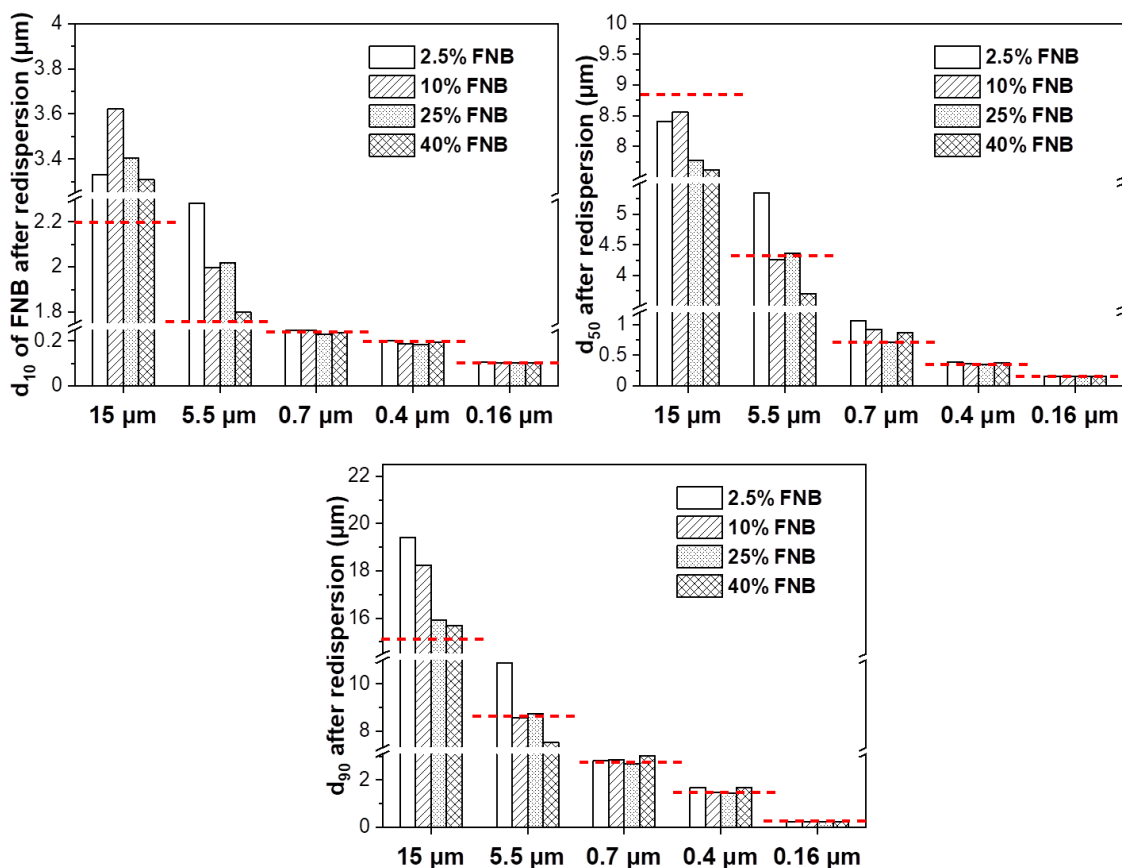 d10 of FNB after redispersion (µm)
4
3.8
3.6
3.4
2.2
2
1.8
0.2
0
2.5% FNB
10% FNB
25% FNB
40% FNB
15 µm 5.5 µm 0.7 µm 0.4 µm 0.16 µm
d50 after redispersion (µm)
10
9
8.5
8
5
4.5
4
1
0.5
0
2.5% FNB
10% FNB
25% FNB
40% FNB
15 µm 5.5 µm 0.7 µm 0.4 µm 0.16 µm
d90 after redispersion (µm)
22
20
18
16
10
8
2
0
2.5% FNB
10% FNB
25% FNB
40% FNB
15 µm 5.5 µm 0.7 µm 0.4 µm 0.16 µm